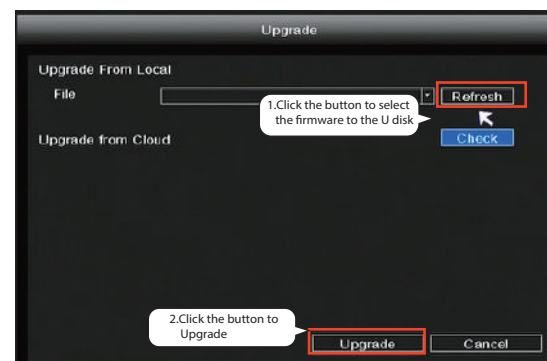 Upgrade
Upgrade From Local
File
Refresh
1.Click the button to select
the firmware to the U disk
Upgrade from Cloud
Check
2.Click the button to
Upgrade
Upgrade
Cancel